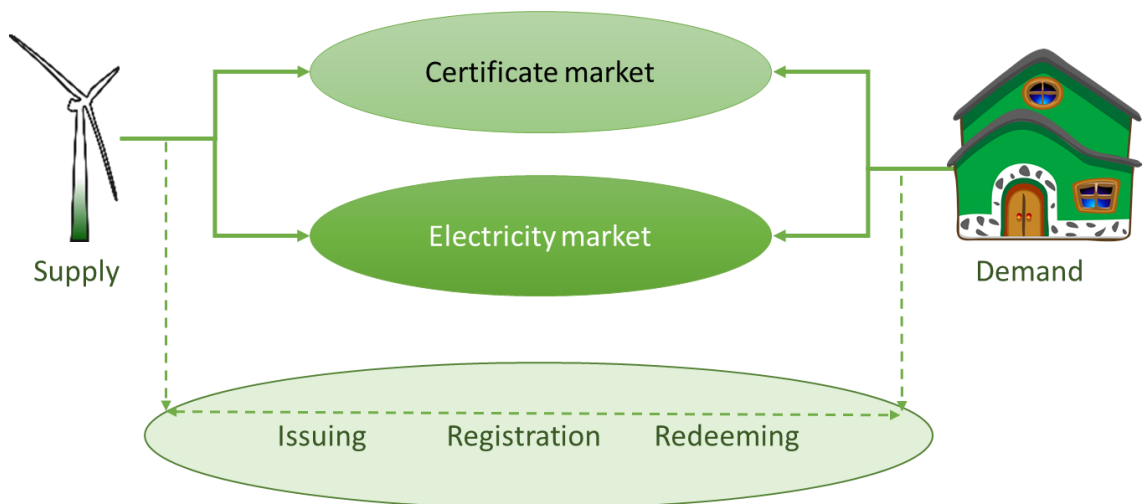 Certificate market
Electricity market
Supply
Demand
Issuing Registration Redeeming